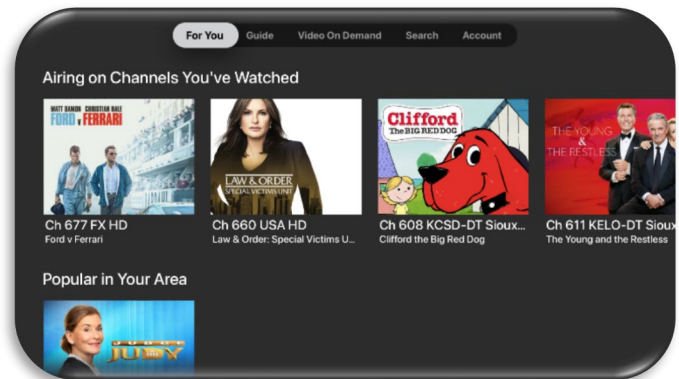 For You Guide Video On Demand Search Account
Airing on Channels You've Watched
MATT DAMON CHRISTIAN BALE
FORD v FERRARI
LAW & ORDER
SPECIAL VICTIMS UNIT
Clifford
THE BIG RED DOG
THE YOUNG
&
THE RESTLESS
Ch 677 FX HD
Ford v Ferrari
Ch 660 USA HD
Law & Order: Special Victims U...
Ch 608 KCSD-DT Sioux...
Clifford the Big Red Dog
Ch 611 KELO-DT Sioux
The Young and the Restless
Popular in Your Area
JUDGE
JUDY